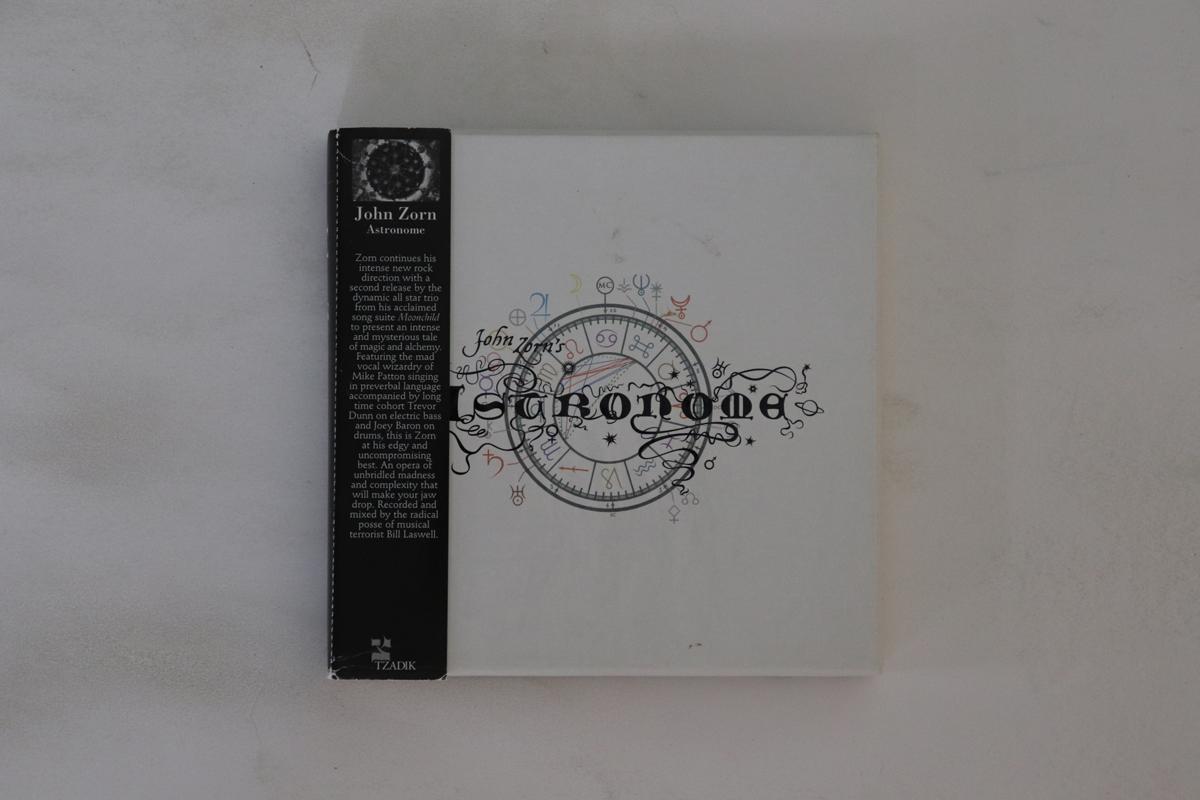 John Zorn
Astronome
Zorn continues his
intense new rock
direction with a
second release by the
dynamic all star trio
from his acclaimed
song suite Moonchild
to present an intense
and mysterious tale
of magic and alchemy.
Featuring the mad
vocal wizardry of
Mike Patton singing
in preverbal language
accompanied by long
time cohort Trevor
Dunn on electric bass
and Joey Baron on
drums, this is Zorn
at his edgy and
uncompromising
best. An opera of
unbridled madness
and complexity that
will make your jaw
drop. Recorded and
mixed by the radical
posse of musical
terrorist Bill Laswell.
TZADIK
MC
John Zorn's
Astronome